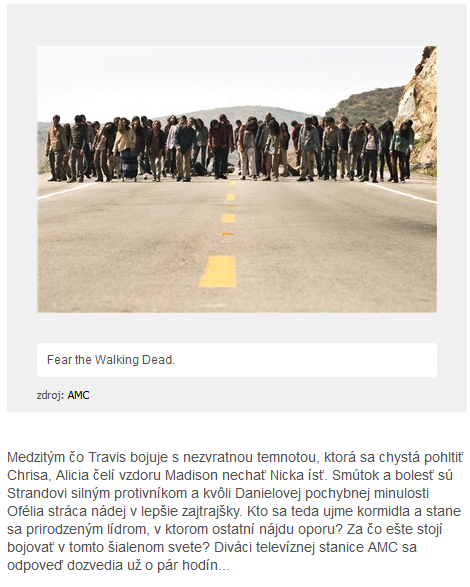 Fear the Walking Dead.
zdroj: AMC
Medzitým čo Travis bojuje s nezvratnou temnotou, ktorá sa chystá pohltiť
Chrisa, Alicia čelí vzdoru Madison nechať Nicka ísť. Smútok a bolesť sú
Strandovi silným protivníkom a kvôli Danielovej pochybnej minulosti
Ofélia stráca nádej v lepšie zajtrajšky. Kto sa teda ujme kormidla a stane
sa prirodzeným lídrom, v ktorom ostatní nájdu oporu? Za čo ešte stojí
bojovať v tomto šialenom svete? Diváci televíznej stanice AMC sa
odpoveď dozvedia už o pár hodín...